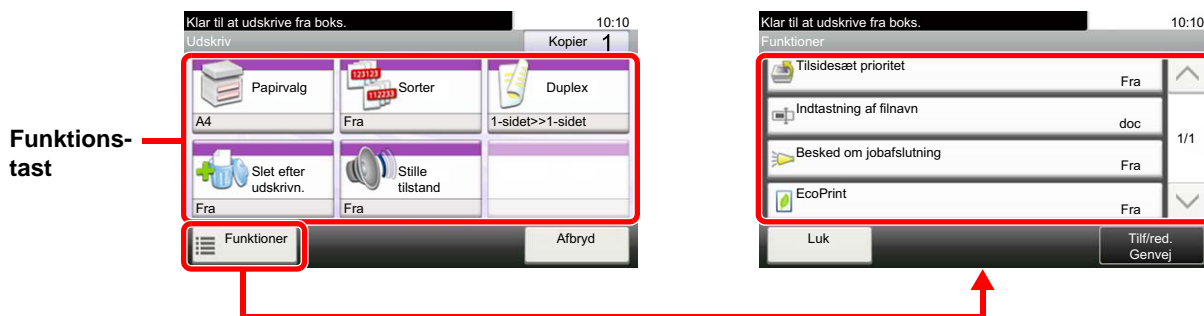 Funktions-
tast
Klar til at udskrive fra boks. 10:10
Udskriv Kopier 1
Papirvalg
A4
Sorter
Fra
Duplex
1-sidet>>1-sidet
Slet efter
udskrivn.
Fra
Stille
tilstand
Fra
Funktioner
Afbryd
Klar til at udskrive fra boks. 10:10
Funktioner
Tilsidesæt prioritet
Fra
Indtastning af filnavn
doc
Besked om jobafslutning
Fra
EcoPrint
Fra
1/1
Luk
Tilf/red.
Genvej